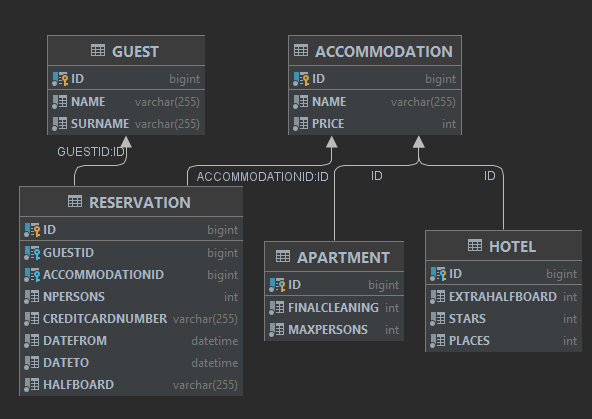 GUEST
ID bigint
NAME varchar(255)
SURNAME varchar(255)
ACCOMMODATION
ID bigint
NAME varchar(255)
PRICE int
GUESTID:ID
ACCOMMODATIONID:ID
ID
ID
RESERVATION
ID bigint
GUESTID bigint
ACCOMMODATIONID bigint
NPERSONS int
CREDITCARDNUMBER varchar(255)
DATEFROM datetime
DATETO datetime
HALFBOARD varchar(255)
APARTMENT
ID bigint
FINALCLEANING int
MAXPERSONS int
HOTEL
ID bigint
EXTRAHALFBOARD int
STARS int
PLACES int